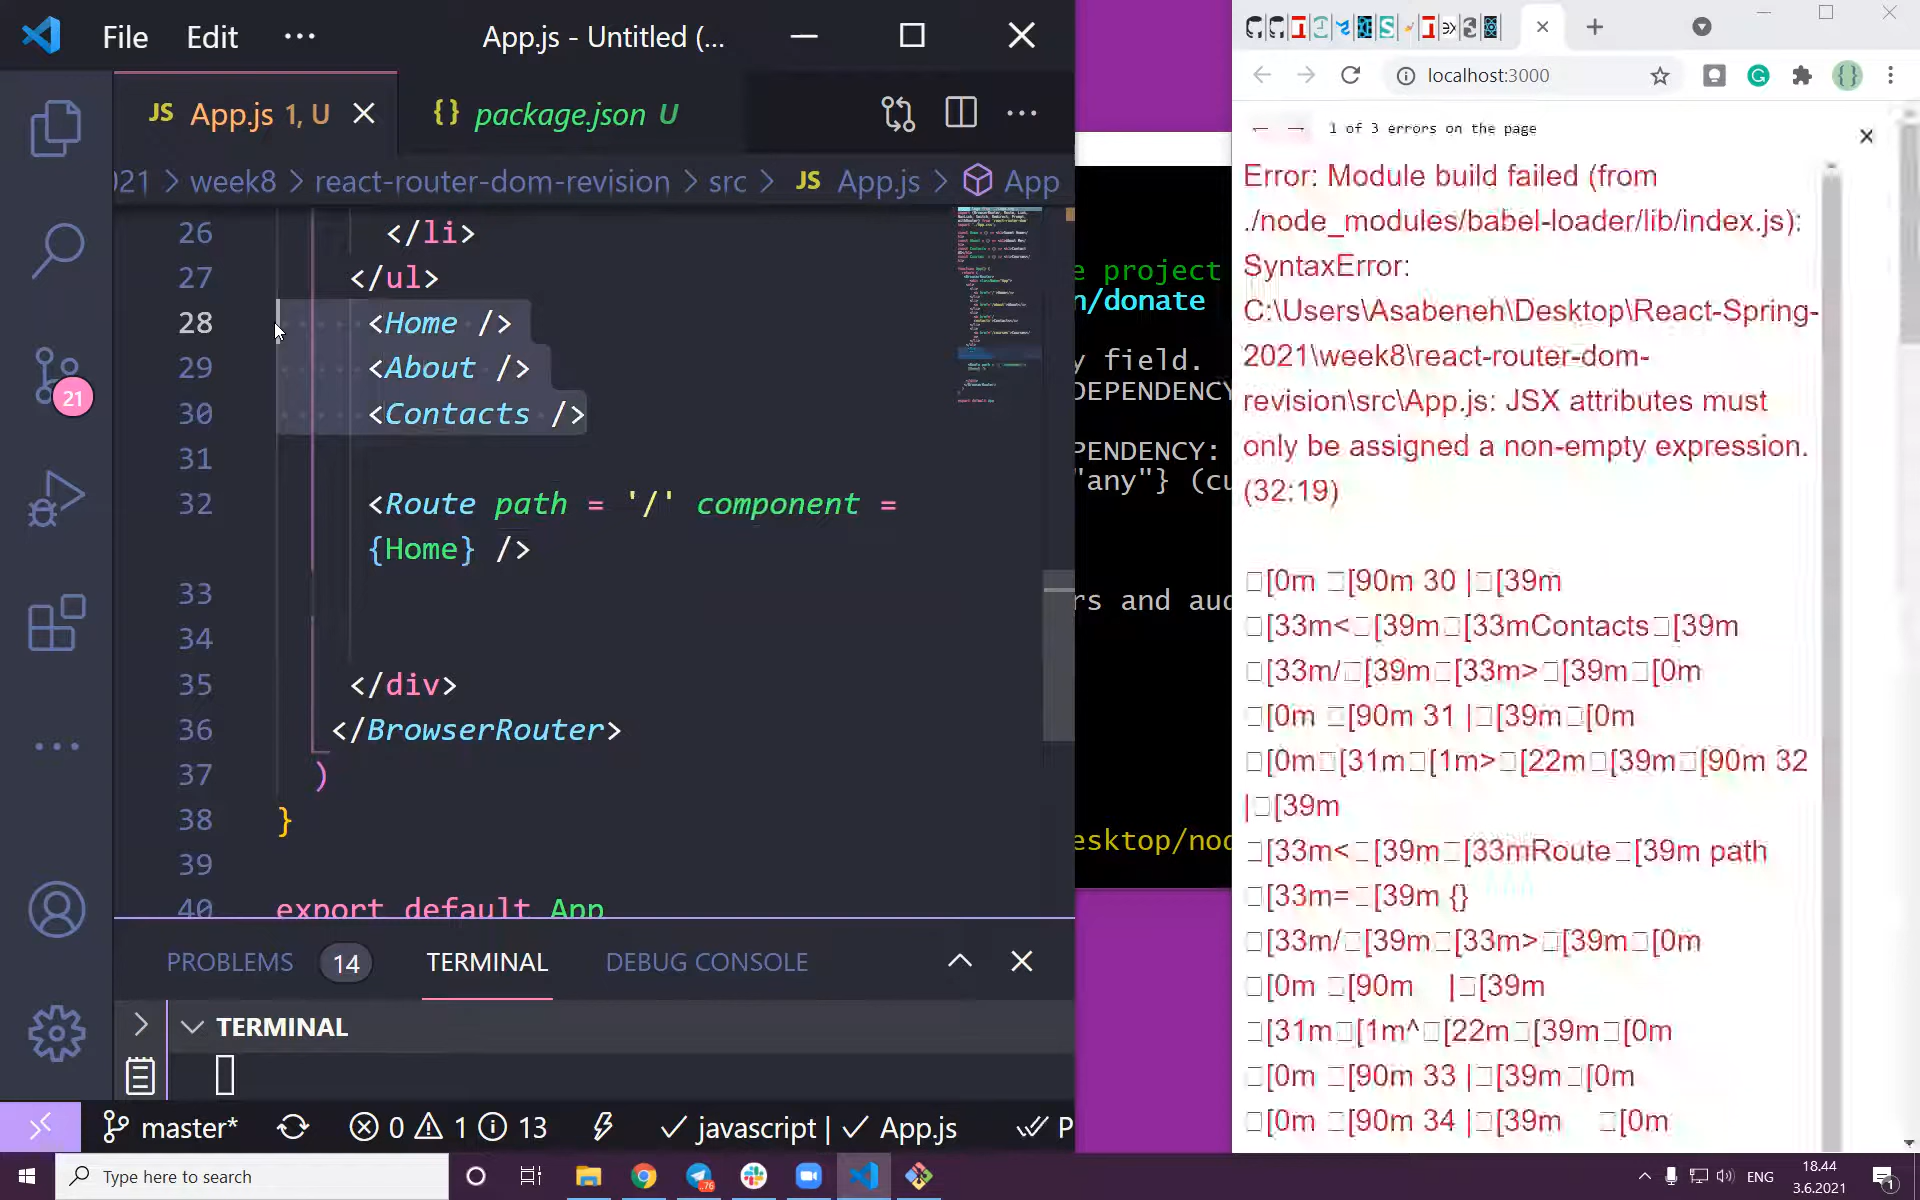 File Edit ··· App.js - Untitled (...
JS App.js 1, U {} package.json U ···
021 > week8 > react-router-dom-revision > src > JS App.js > App
26 </li>
27 </ul>
28 <Home />
29 <About />
30 <Contacts />
31
32 <Route path = '/' component =
{Home} />
33
34
35 </div>
36 </BrowserRouter>
37 )
38 }
39
40 export default App
21
PROBLEMS 14 TERMINAL DEBUG CONSOLE
TERMINAL
master* 0 1 13 javascript | App.js P
e project
n/donate
y field.
DEPENDENCY
PENDENCY:
"any"} (cu
rs and aud
esktop/nod
localhost:3000
← → 1 of 3 errors on the page
Error: Module build failed (from
./node_modules/babel-loader/lib/index.js):
SyntaxError:
C:\Users\Asabeneh\Desktop\React-Spring-
2021\week8\react-router-dom-
revision\src\App.js: JSX attributes must
only be assigned a non-empty expression.
(32:19)
□[0m □[90m 30 |□[39m
□[33m<□[39m□[33mContacts□[39m
□[33m/□[39m□[33m>□[39m□[0m
□[0m □[90m 31 |□[39m□[0m
□[0m□[31m□[1m>□[22m□[39m□[90m 32
|□[39m
□[33m<□[39m□[33mRoute□[39m path
□[33m=□[39m {}
□[33m/□[39m□[33m>□[39m□[0m
□[0m □[90m |□[39m
□[31m□[1m^□[22m□[39m□[0m
□[0m □[90m 33 |□[39m□[0m
□[0m □[90m 34 |□[39m □[0m
Type here to search
76
ENG
18.44
3.6.2021
1